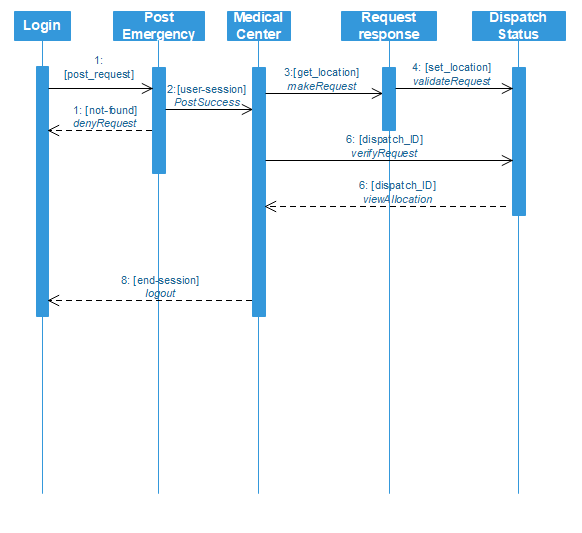 Login
Post
Emergency
Medical
Center
Request
response
Dispatch
Status
1:
[post_request]
2:[user-session]
PostSuccess
3:[get_location]
makeRequest
4: [set_location]
validateRequest
1: [not-found]
denyRequest
6: [dispatch_ID]
verifyRequest
6: [dispatch_ID]
viewAllocation
8: [end-session]
logout